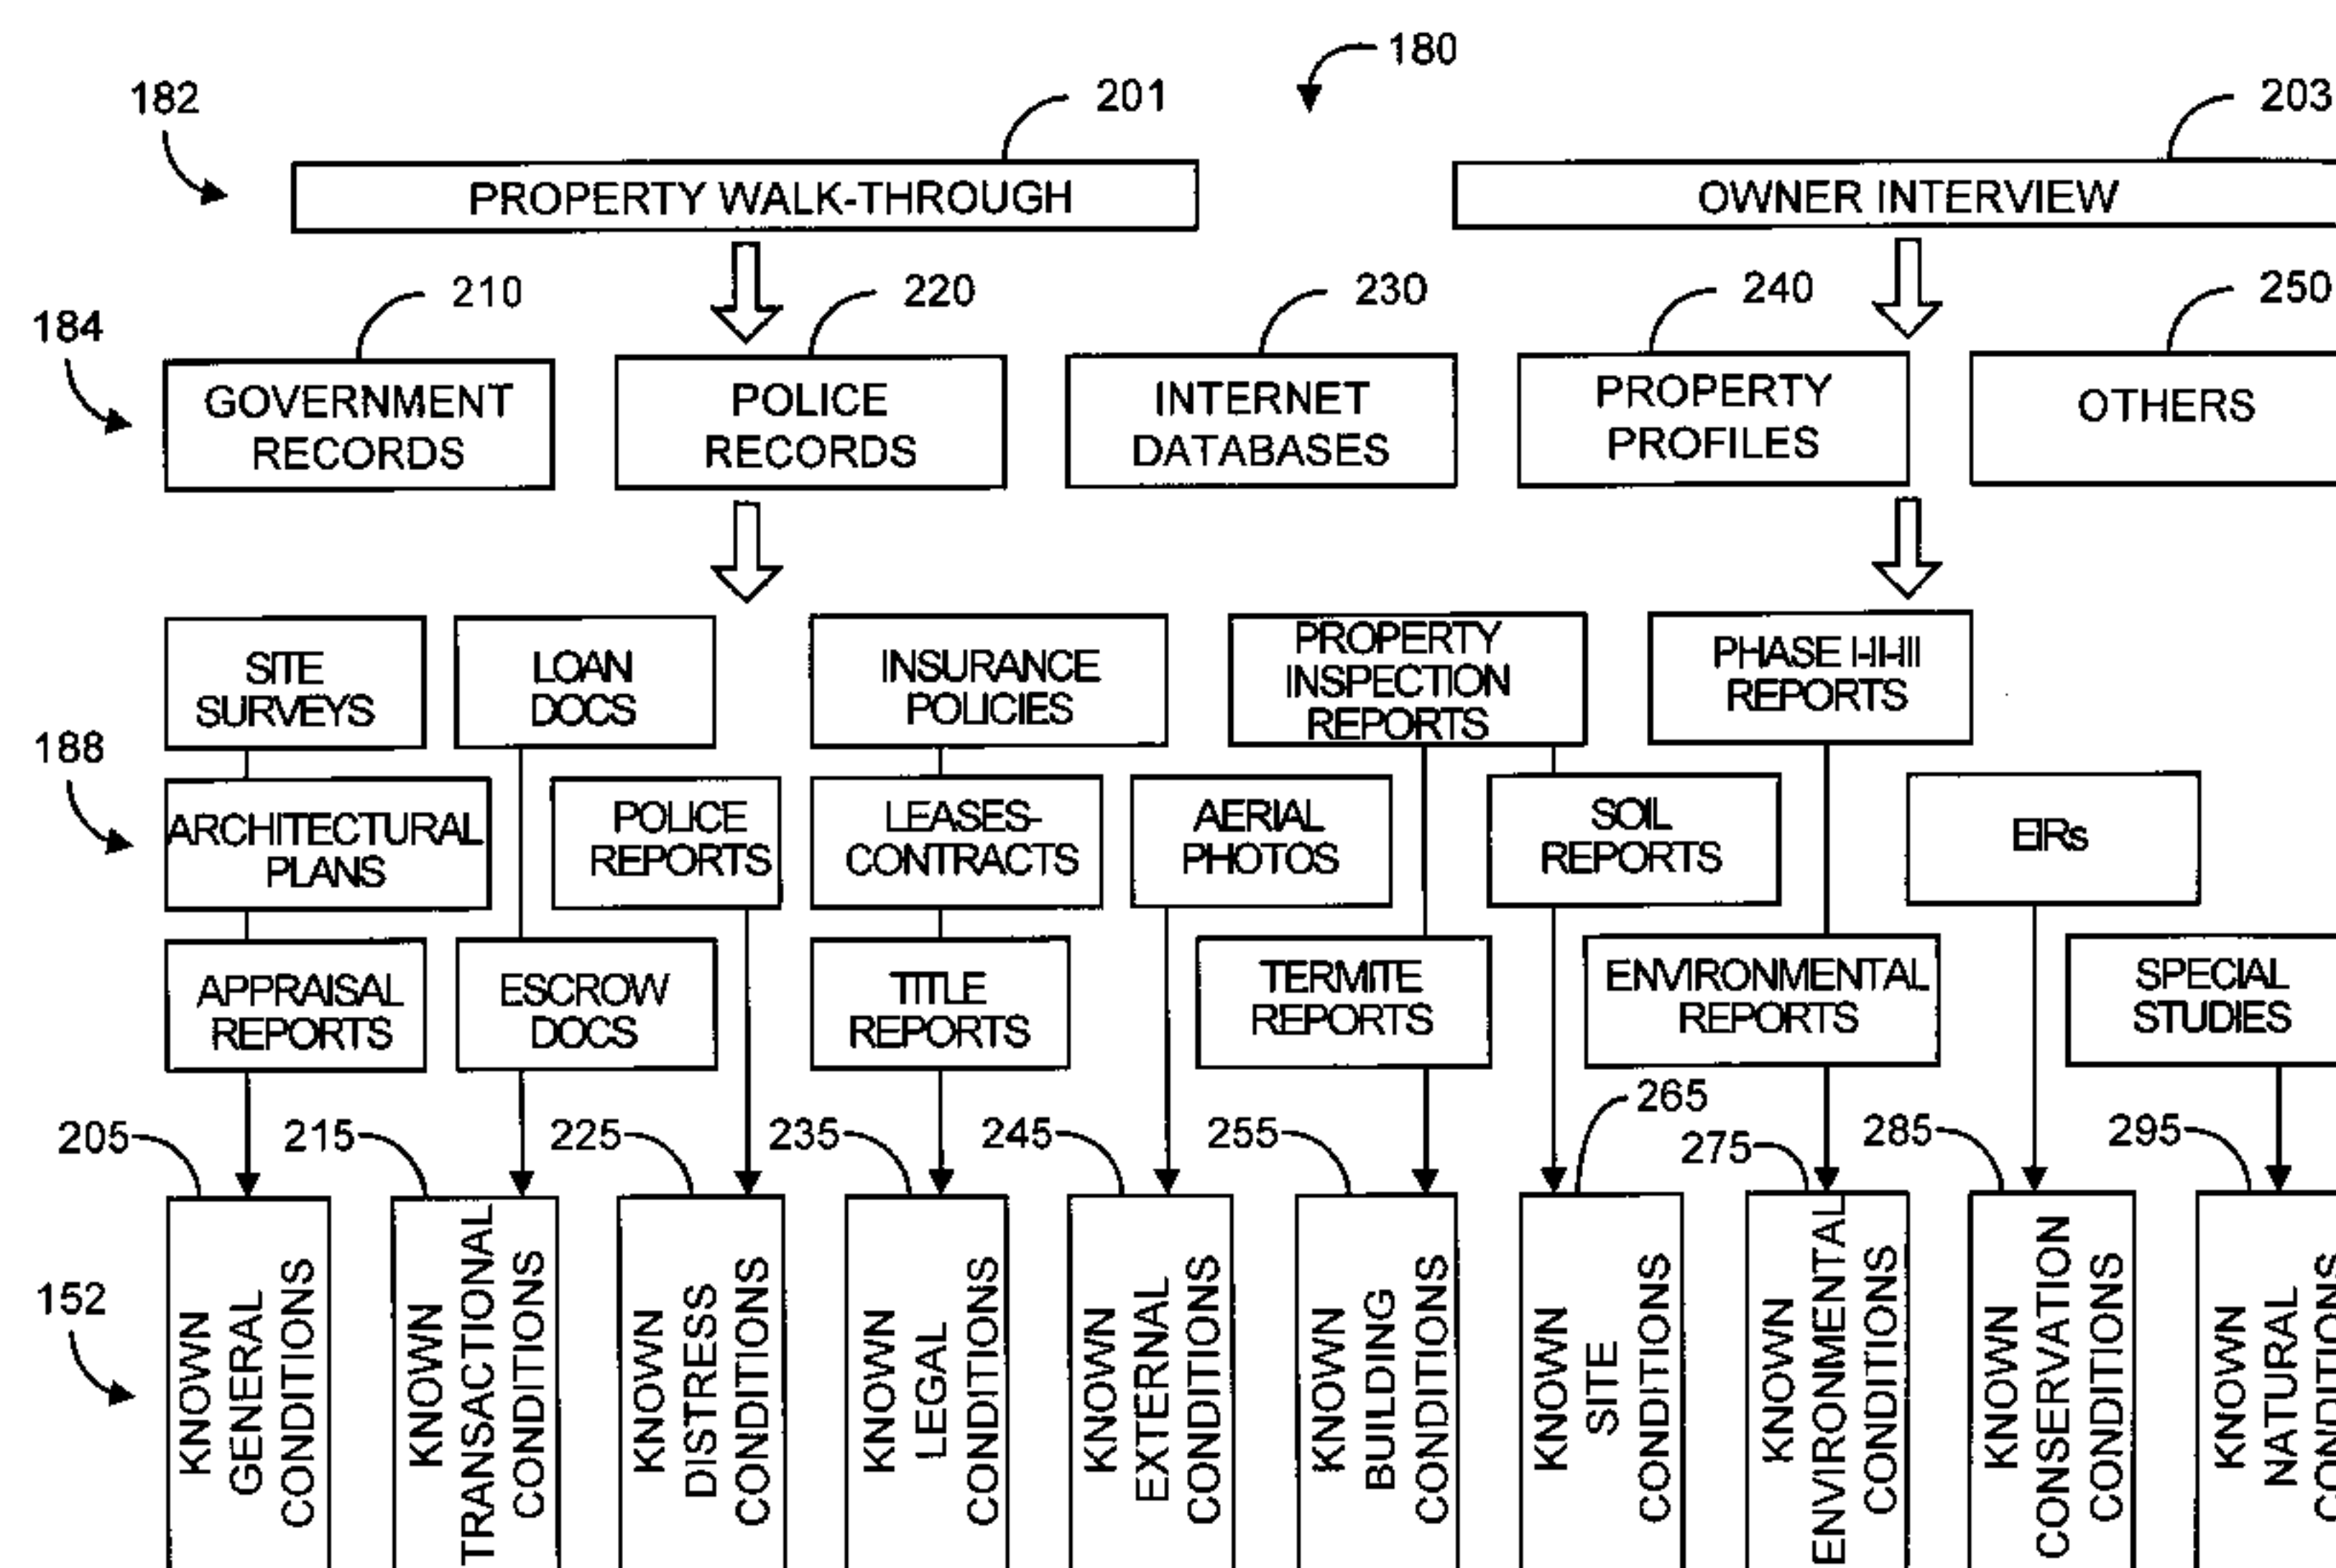 180
182
201
203
PROPERTY WALK-THROUGH
OWNER INTERVIEW
184
210
220
230
240
250
GOVERNMENT
RECORDS
POLICE
RECORDS
INTERNET
DATABASES
PROPERTY
PROFILES
OTHERS
SITE
SURVEYS
LOAN
DOCS
INSURANCE
POLICIES
PROPERTY
INSPECTION
REPORTS
PHASE I-II-III
REPORTS
188
ARCHITECTURAL
PLANS
POLICE
REPORTS
LEASES-
CONTRACTS
AERIAL
PHOTOS
SOIL
REPORTS
EIRs
APPRAISAL
REPORTS
ESCROW
DOCS
TITLE
REPORTS
TERMITE
REPORTS
ENVIRONMENTAL
REPORTS
SPECIAL
STUDIES
205
215
225
235
245
255
265
275
285
295
152
KNOWN
GENERAL
CONDITIONS
KNOWN
TRANSACTIONAL
CONDITIONS
KNOWN
DISTRESS
CONDITIONS
KNOWN
LEGAL
CONDITIONS
KNOWN
EXTERNAL
CONDITIONS
KNOWN
BUILDING
CONDITIONS
KNOWN
SITE
CONDITIONS
KNOWN
ENVIRONMENTAL
CONDITIONS
KNOWN
CONSERVATION
CONDITIONS
KNOWN
NATURAL
CONDITIONS